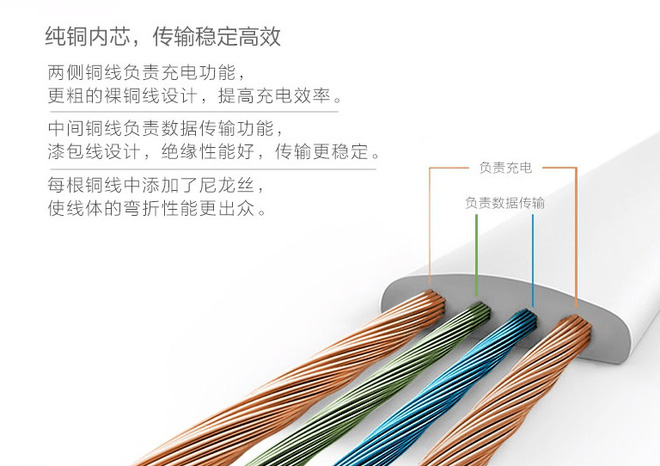 纯铜内芯，传输稳定高效
两侧铜线负责充电功能，
更粗的裸铜线设计，提高充电效率。
中间铜线负责数据传输功能，
漆包线设计，绝缘性能好，传输更稳定。
每根铜线中添加了尼龙丝，
使线体的弯折性能更出众。
负责充电
负责数据传输